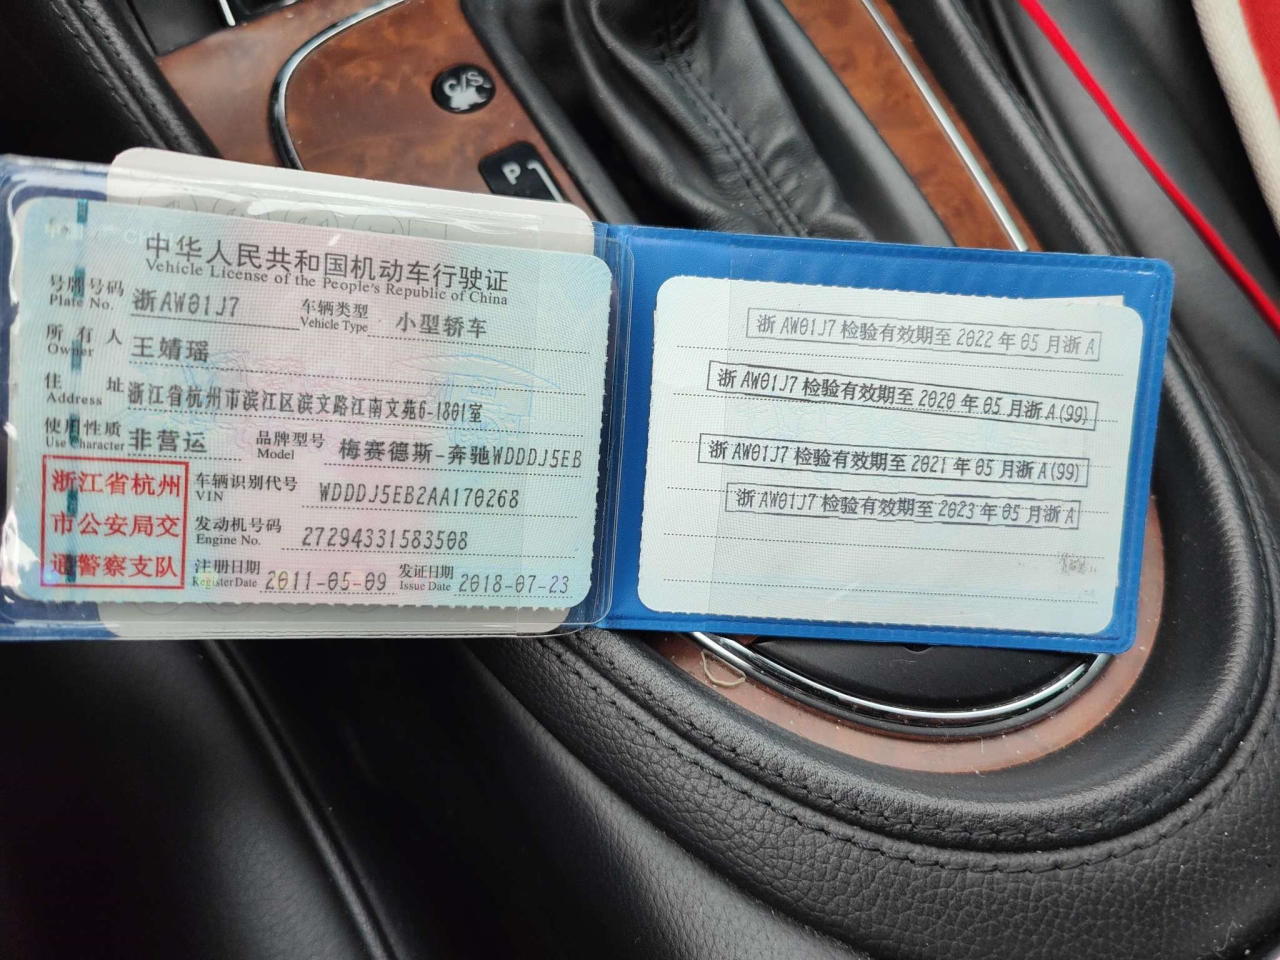 C/S
P
中华人民共和国机动车行驶证
Vehicle License of the People's Republic of China
号牌号码 浙AW01J7 车辆类型 小型轿车
Plate No. Vehicle Type
所有人 王婧瑶
Owner
住址 浙江省杭州市滨江区滨文路江南文苑6-1801室
Address
使用性质 非营运 品牌型号 梅赛德斯-奔驰WDDDJ5EB
Use Character Model
浙江省杭州
市公安局交
通警察支队
车辆识别代号 WDDDJ5EB2AA170268
VIN
发动机号码 27294331583508
Engine No.
注册日期 2011-05-09 发证日期 2018-07-23
Register Date Issue Date
浙AW01J7检验有效期至2022年05月浙A
浙AW01J7检验有效期至2020年05月浙A(99)
浙AW01J7检验有效期至2021年05月浙A(99)
浙AW01J7检验有效期至2023年05月浙A